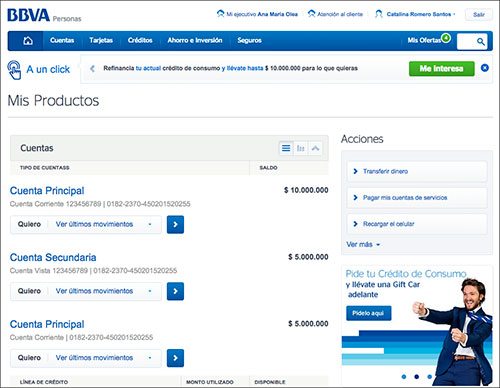 BBVA Personas
Mi ejecutivo Ana María Olea
Atención al cliente
Catalina Romero Santos
Salir
Cuentas
Tarjetas
Créditos
Ahorro e Inversión
Seguros
Mis Ofertas 4
A un click
Refinancia tu actual crédito de consumo y llévate hasta $ 10.000.000 para lo que quieras
Me Interesa
Mis Productos
Cuentas
TIPO DE CUENTASS SALDO
Cuenta Principal $ 10.000.000
Cuenta Corriente 123456789 | 0182-2370-450201520255
Quiero Ver últimos movimientos
Cuenta Secundaria $ 5.000.000
Cuenta Vista 123456789 | 0182-2370-450201520255
Quiero Ver últimos movimientos
Cuenta Principal $ 5.000.000
Cuenta Corriente | 0182-2370-450201520255
Quiero Ver últimos movimientos
LÍNEA DE CRÉDITO MONTO UTILIZADO DISPONIBLE
Acciones
Transferir dinero
Pagar mis cuentas de servicios
Recargar el celular
Ver más
Pide tu Crédito de Consumo
y llévate una
Gift Car
adelante
Pídelo aquí